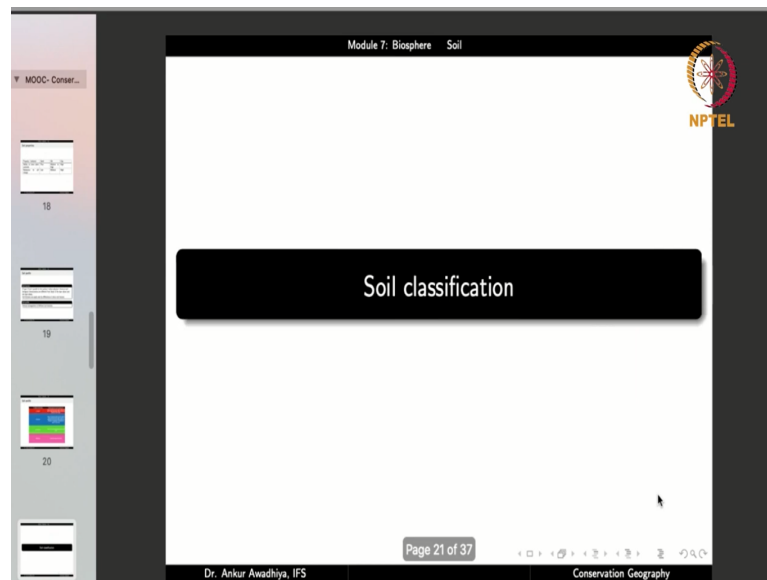 Module 7: Biosphere Soil
MOOC- Conser...
NPTEL
18
Soil classification
19
20
Page 21 of 37
Dr. Ankur Awadhiya, IFS Conservation Geography